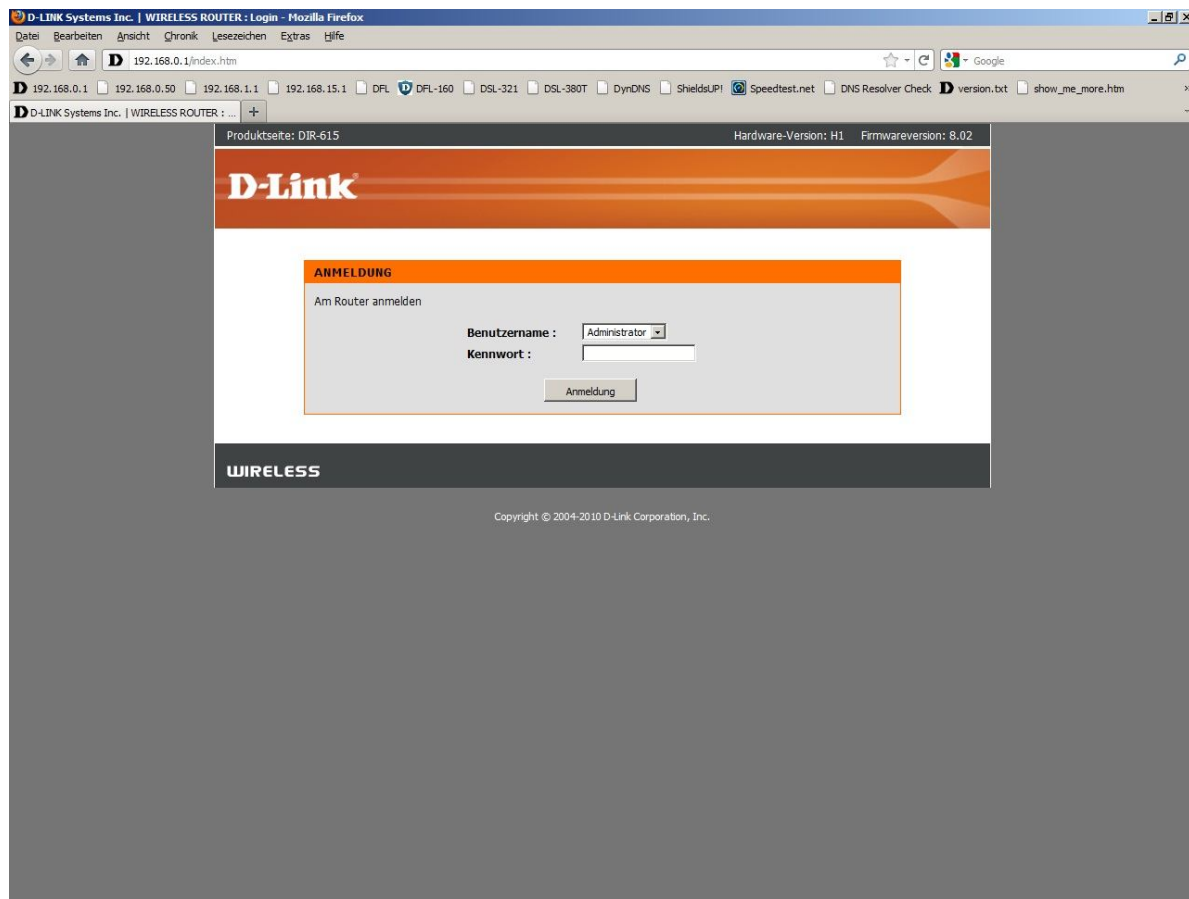 D-LINK Systems Inc. | WIRELESS ROUTER : Login - Mozilla Firefox
Datei Bearbeiten Ansicht Chronik Lesezeichen Extras Hilfe
192.168.0.1/index.htm Google
192.168.0.1 192.168.0.50 192.168.1.1 192.168.15.1 DFL DFL-160 DSL-321 DSL-380T DynDNS ShieldsUP! Speedtest.net DNS Resolver Check version.txt show_me_more.htm
D-LINK Systems Inc. | WIRELESS ROUTER : ...
Produktseite: DIR-615 Hardware-Version: H1 Firmwareversion: 8.02
D-Link
ANMELDUNG
Am Router anmelden
Benutzername : Administrator
Kennwort :
Anmeldung
WIRELESS
Copyright © 2004-2010 D-Link Corporation, Inc.